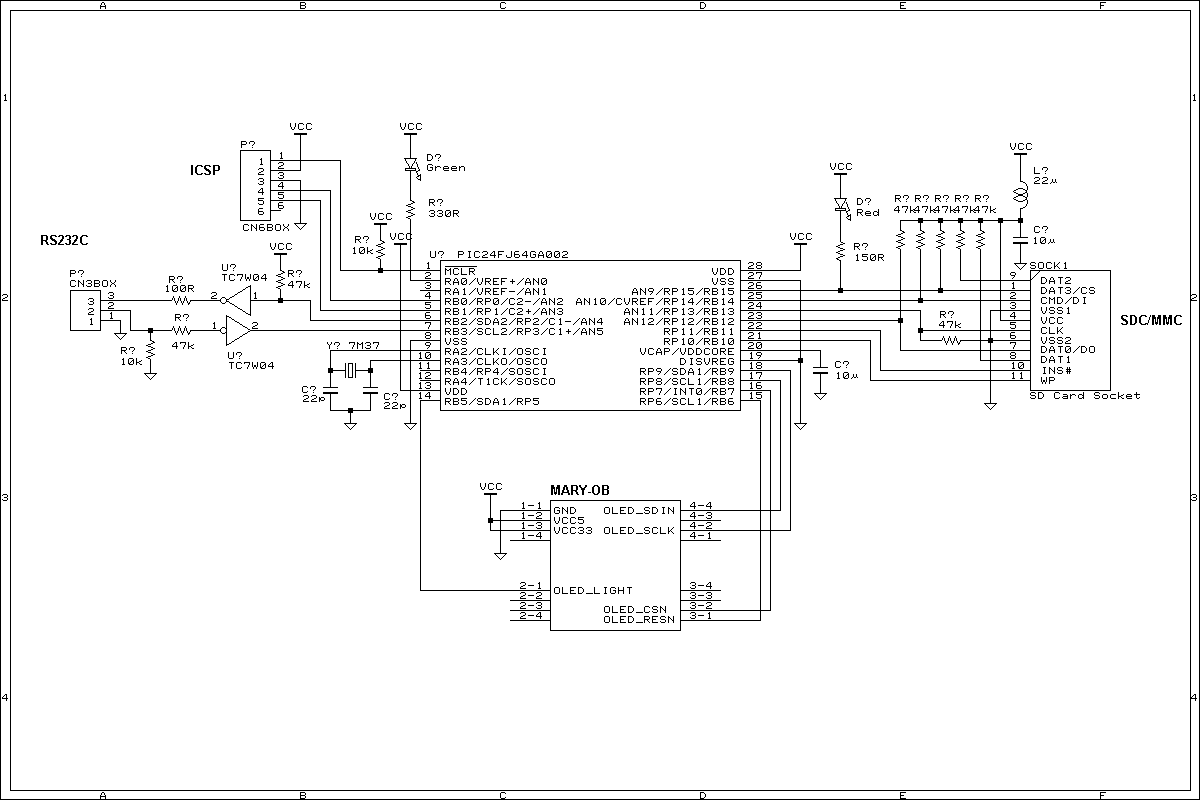 A B C D E F
1 1
VCC VCC
P?
ICSP
1 1
2 2
3 3
4 4
5 5
6 6
CN6BOX
D?
Green
R?
330R
VCC
R?
10k
VCC
VCC
L?
22μ
VCC
D?
Red
R?
150R
R? R? R? R? R?
47k 47k 47k 47k 47k
C?
10μ
VCC
RS232C
P?
CN3BOX
3 3
2 2
1 1
R?
100R
U?
TC7W04
2 1
VCC
R?
47k
R?
47k
1 2
U?
TC7W04
R?
10k
2 2
U? PIC24FJ64GA002
1 MCLR
2 RA0/VREF+/AN0
3 RA1/VREF-/AN1
4 RB0/RP0/C2-/AN2
5 RB1/RP1/C2+/AN3
6 RB2/SDA2/RP2/C1-/AN4
7 RB3/SCL2/RP3/C1+/AN5
8 VSS
9 RA2/CLKI/OSCI
10 RA3/CLKO/OSCO
11 RB4/RP4/SOSCI
12 RA4/T1CK/SOSCO
13 VDD
14 RB5/SDA1/RP5
VDD 28
VSS 27
AN9/RP15/RB15 26
AN10/CVREF/RP14/RB14 25
AN11/RP13/RB13 24
AN12/RP12/RB12 23
RP11/RB11 22
RP10/RB10 21
VCAP/VDDCORE 20
DISVREG 19
RP9/SDA1/RB9 18
RP8/SCL1/RB8 17
RP7/INT0/RB7 16
RP6/SCL1/RB6 15
Y? 7M37
C?
22p
C?
22p
C?
10μ
R?
47k
SOCK1
9 DAT2
1 DAT3/CS
2 CMD/DI
3 VSS1
4 VCC
5 CLK
6 VSS2
7 DAT0/DO
8 DAT1
10 INS#
11 WP
SD Card Socket
SDC/MMC
3 3
VCC
MARY-OB
1-1 GND OLED_SDIN 4-4
1-2 VCC5 4-3
1-3 VCC33 OLED_SCLK 4-2
1-4 4-1
2-1 OLED_LIGHT 3-4
2-2 3-3
2-3 OLED_CSN 3-2
2-4 OLED_RESN 3-1
4 4
A B C D E F